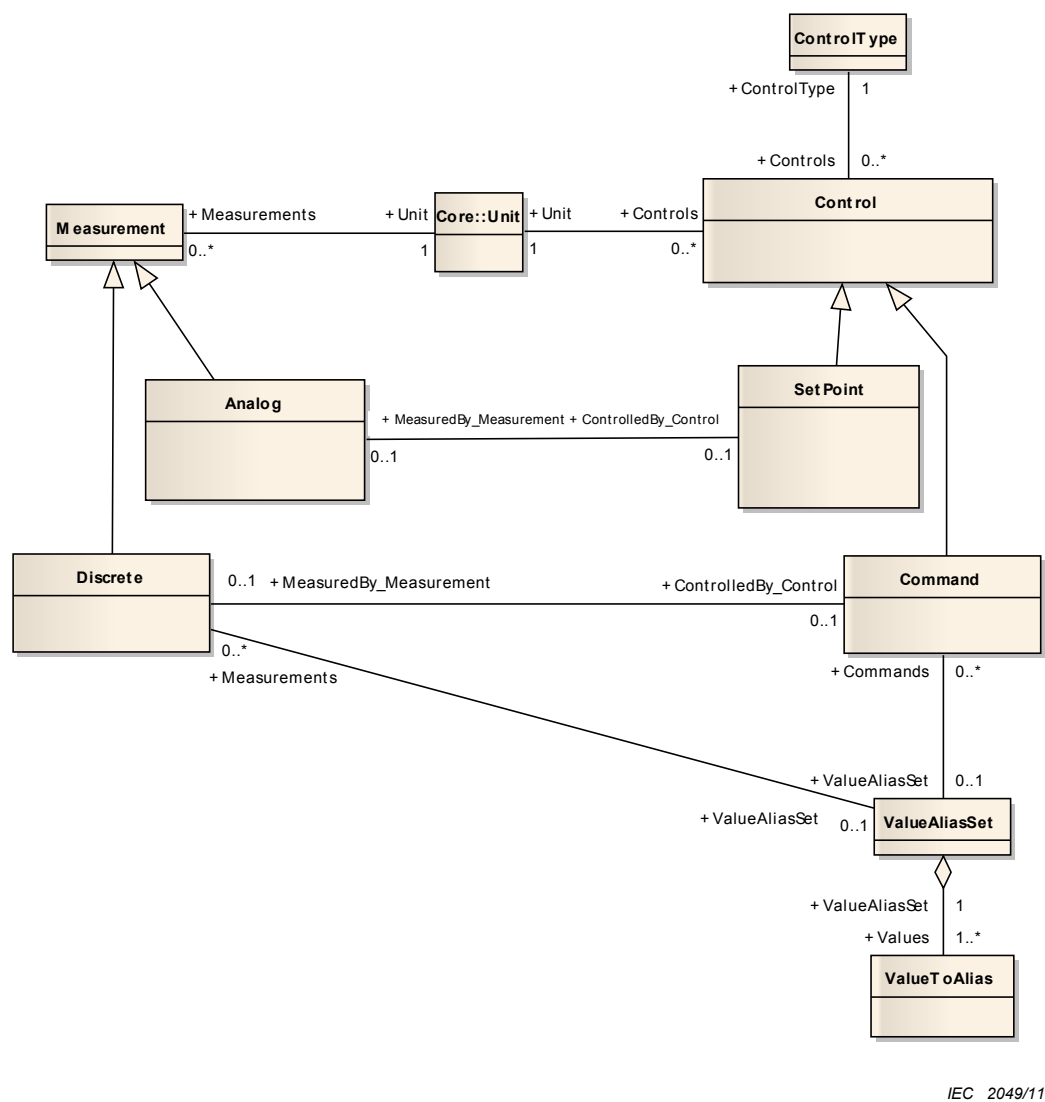 ControlType
+ ControlType 1
+ Controls 0..*
Control
Measurement
+ Measurements
0..*
+ Unit
1
Core::Unit
+ Unit
1
+ Controls
0..*
Analog
+ MeasuredBy_Measurement + ControlledBy_Control
0..1
0..1
SetPoint
Discrete
0..1 + MeasuredBy_Measurement
+ ControlledBy_Control
0..1
Command
0..*
+ Measurements
+ Commands 0..*
+ ValueAliasSet 0..1
+ ValueAliasSet 0..1
ValueAliasSet
+ ValueAliasSet 1
+ Values 1..*
ValueToAlias
IEC 2049/11